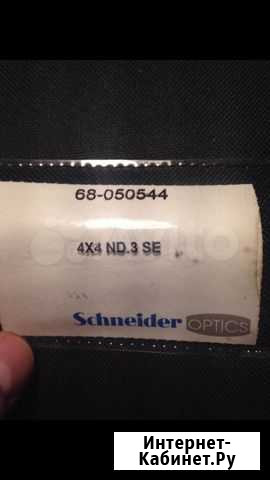 68-050544
4X4 ND.3 SE
Schneider OPTICS
Интернет-
Кабинет.Ру